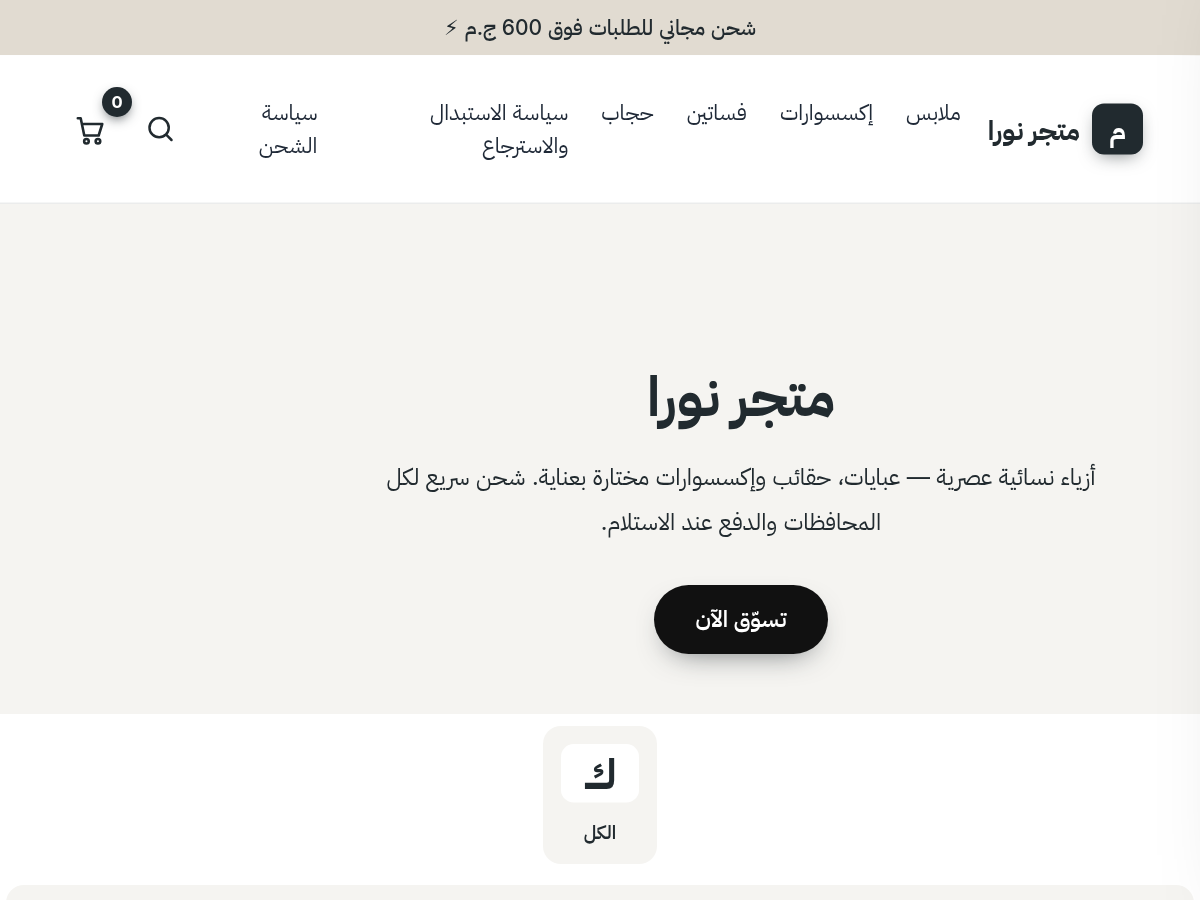 شحن مجاني للطلبات فوق 600 ج.م ⚡
م
متجر نورا
ملابس
إكسسوارات
فساتين
حجاب
سياسة الاستبدال
والاسترجاع
سياسة
الشحن
0
متجر نورا
أزياء نسائية عصرية — عبايات، حقائب وإكسسوارات مختارة بعناية. شحن سريع لكل
المحافظات والدفع عند الاستلام.
تسوّق الآن
ك
الكل